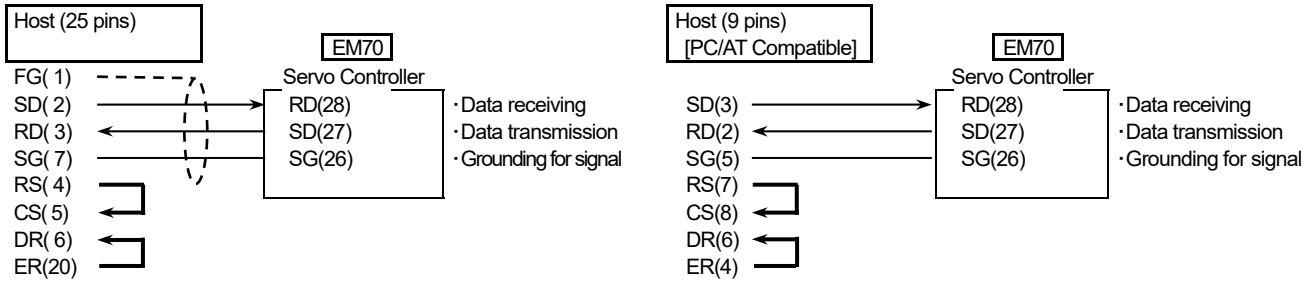 Host (25 pins)
EM70
Servo Controller
FG( 1)
SD( 2)
RD( 3)
SG( 7)
RS( 4)
CS( 5)
DR( 6)
ER(20)
RD(28)
SD(27)
SG(26)
·Data receiving
·Data transmission
·Grounding for signal
Host (9 pins)
[PC/AT Compatible]
EM70
Servo Controller
SD(3)
RD(2)
SG(5)
RS(7)
CS(8)
DR(6)
ER(4)
RD(28)
SD(27)
SG(26)
·Data receiving
·Data transmission
·Grounding for signal